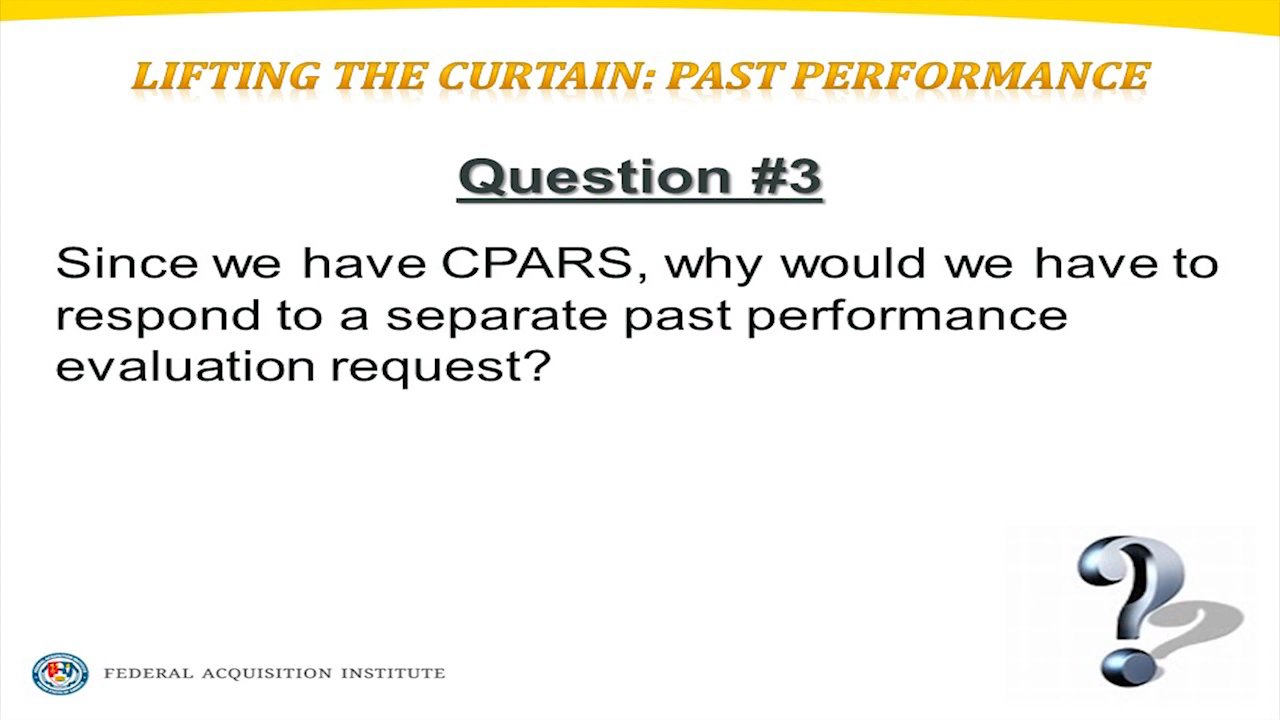 LIFTING THE CURTAIN: PAST PERFORMANCE
Question #3
Since we have CPARS, why would we have to
respond to a separate past performance
evaluation request?
FEDERAL ACQUISITION INSTITUTE